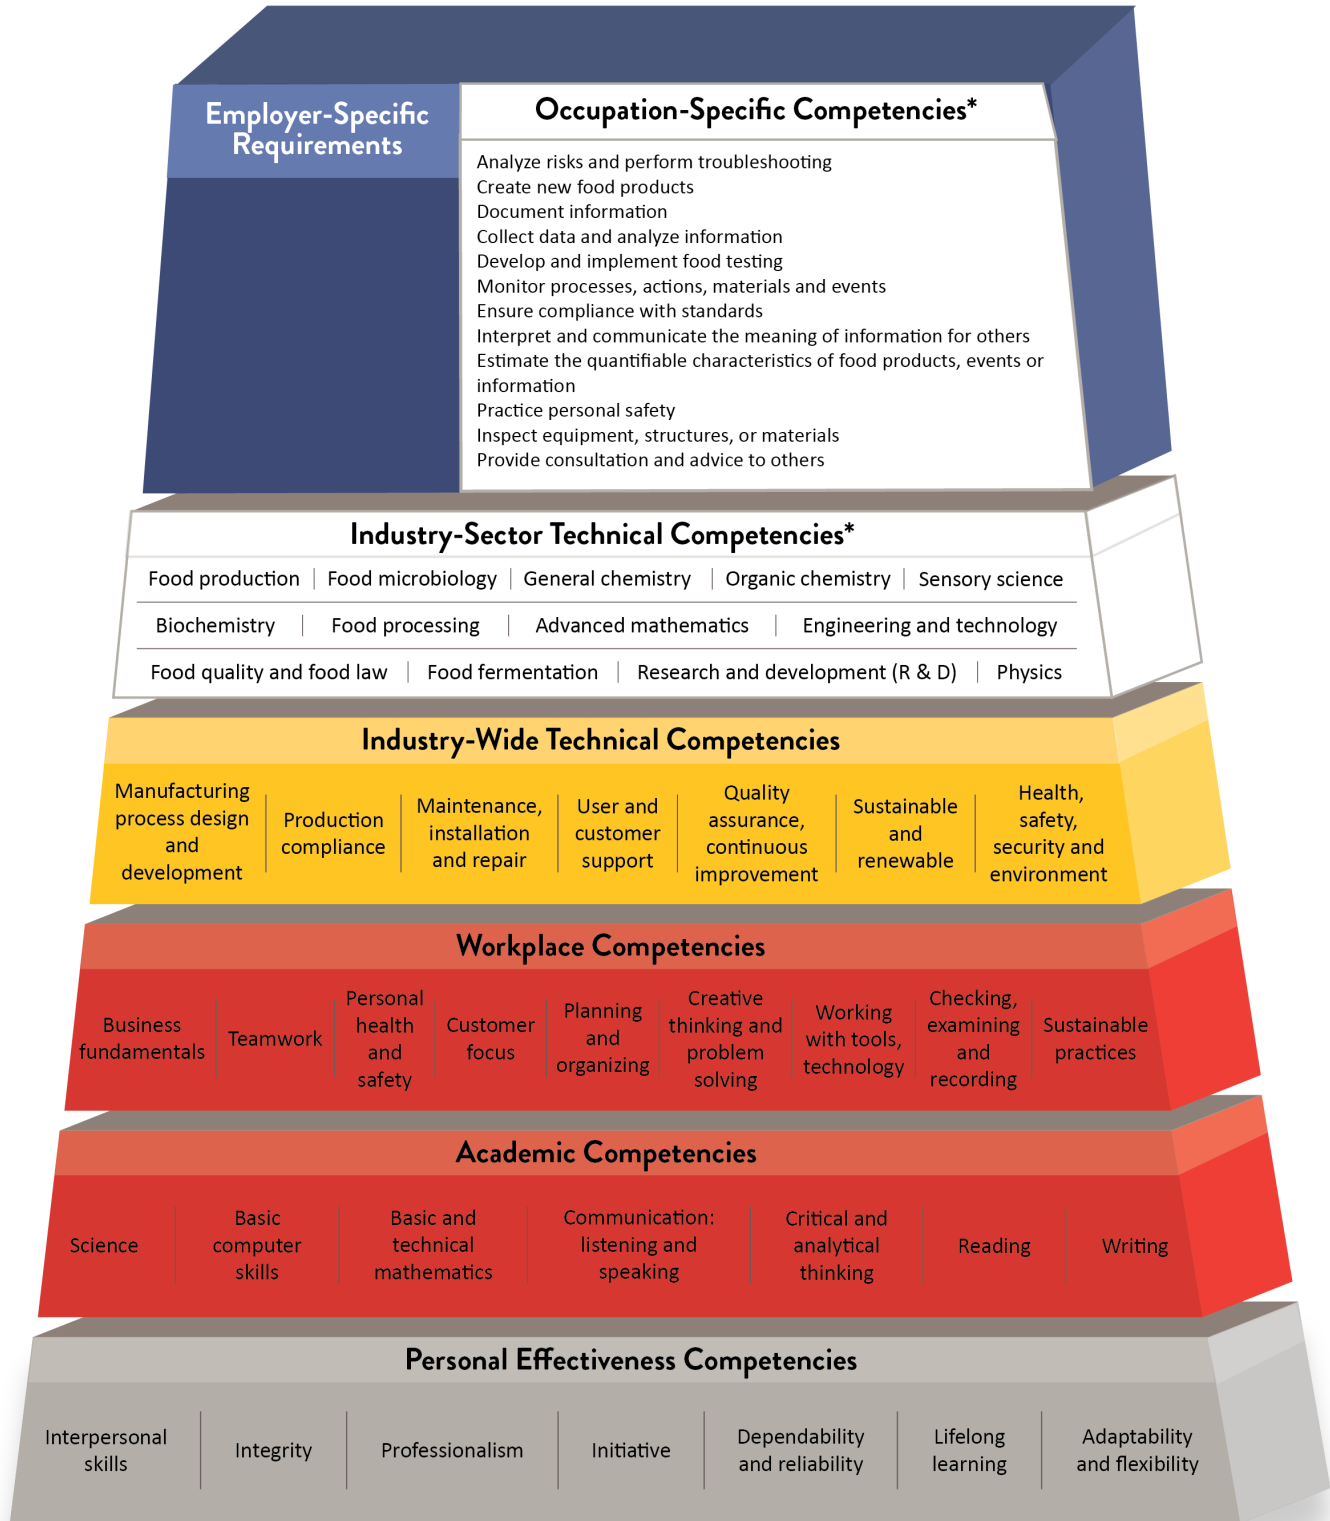 Employer-Specific
Requirements
Occupation-Specific Competencies*
Analyze risks and perform troubleshooting
Create new food products
Document information
Collect data and analyze information
Develop and implement food testing
Monitor processes, actions, materials and events
Ensure compliance with standards
Interpret and communicate the meaning of information for others
Estimate the quantifiable characteristics of food products, events or
information
Practice personal safety
Inspect equipment, structures, or materials
Provide consultation and advice to others
Industry-Sector Technical Competencies*
Food production
Food microbiology
General chemistry
Organic chemistry
Sensory science
Biochemistry
Food processing
Advanced mathematics
Engineering and technology
Food quality and food law
Food fermentation
Research and development (R & D)
Physics
Industry-Wide Technical Competencies
Manufacturing
process design
and
development
Production
compliance
Maintenance,
installation
and repair
User and
customer
support
Quality
assurance,
continuous
improvement
Sustainable
and
renewable
Health,
safety,
security and
environment
Workplace Competencies
Business
fundamentals
Teamwork
Personal
health
and
safety
Customer
focus
Planning
and
organizing
Creative
thinking and
problem
solving
Working
with tools,
technology
Checking,
examining
and
recording
Sustainable
practices
Academic Competencies
Science
Basic
computer
skills
Basic and
technical
mathematics
Communication:
listening and
speaking
Critical and
analytical
thinking
Reading
Writing
Personal Effectiveness Competencies
Interpersonal
skills
Integrity
Professionalism
Initiative
Dependability
and reliability
Lifelong
learning
Adaptability
and flexibility